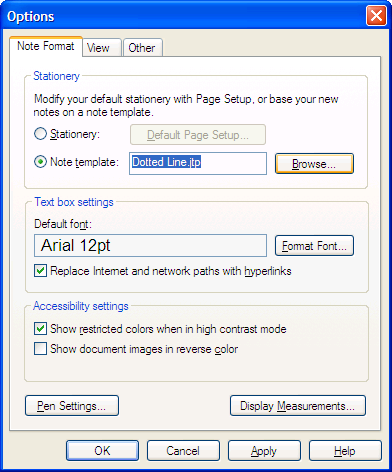 Options
Note Format View Other
Stationery
Modify your default stationery with Page Setup, or base your new
notes on a note template.
Stationery: Default Page Setup...
Note template: Dotted Line.jtp Browse...
Text box settings
Default font:
Arial 12pt Format Font...
Replace Internet and network paths with hyperlinks
Accessibility settings
Show restricted colors when in high contrast mode
Show document images in reverse color
Pen Settings... Display Measurements...
OK Cancel Apply Help